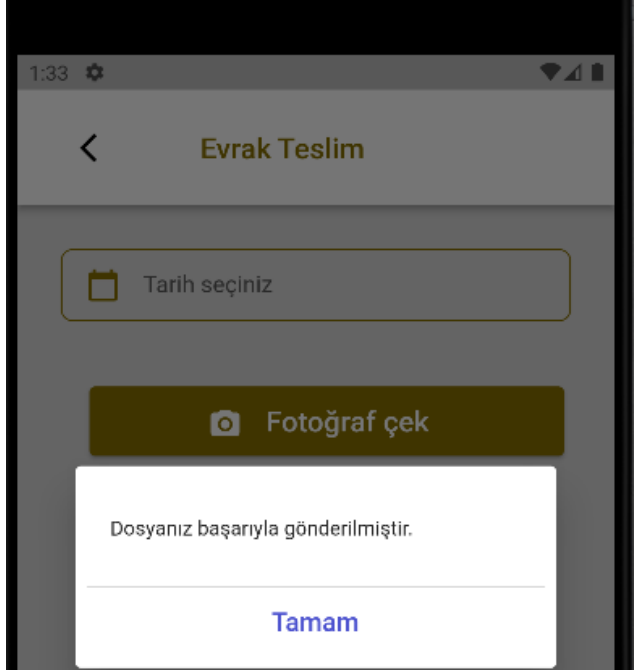 1:33
Evrak Teslim
Tarih seçiniz
Fotoğraf çek
Dosyanız başarıyla gönderilmiştir.
Tamam